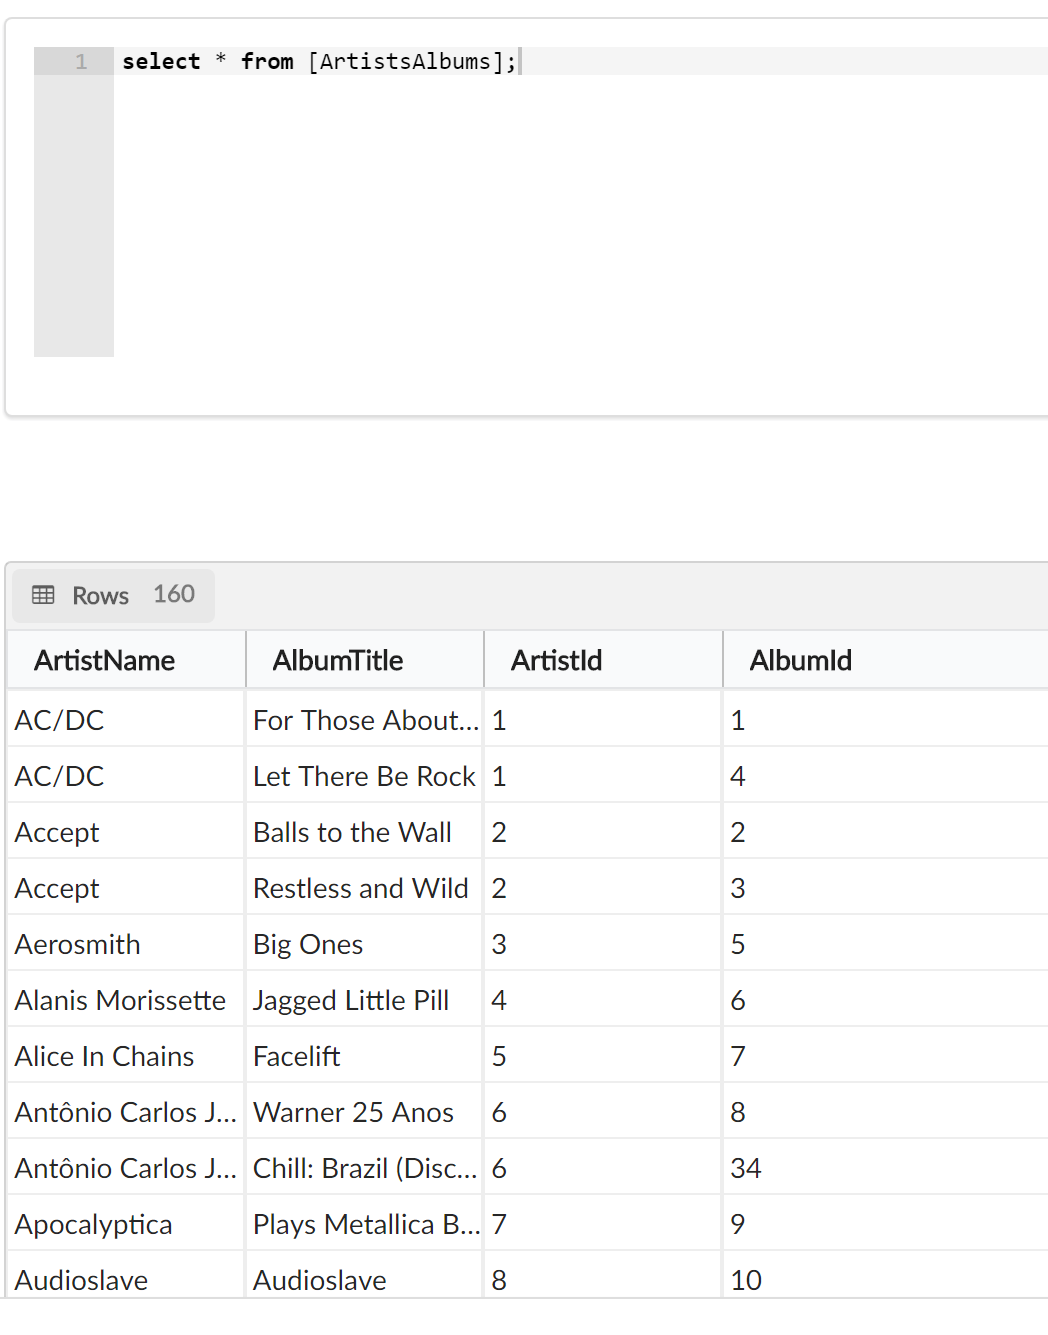 1 select * from [ArtistsAlbums];
Rows 160
ArtistName AlbumTitle ArtistId AlbumId
AC/DC For Those About... 1 1
AC/DC Let There Be Rock 1 4
Accept Balls to the Wall 2 2
Accept Restless and Wild 2 3
Aerosmith Big Ones 3 5
Alanis Morissette Jagged Little Pill 4 6
Alice In Chains Facelift 5 7
Antônio Carlos J... Warner 25 Anos 6 8
Antônio Carlos J... Chill: Brazil (Disc... 6 34
Apocalyptica Plays Metallica B... 7 9
Audioslave Audioslave 8 10